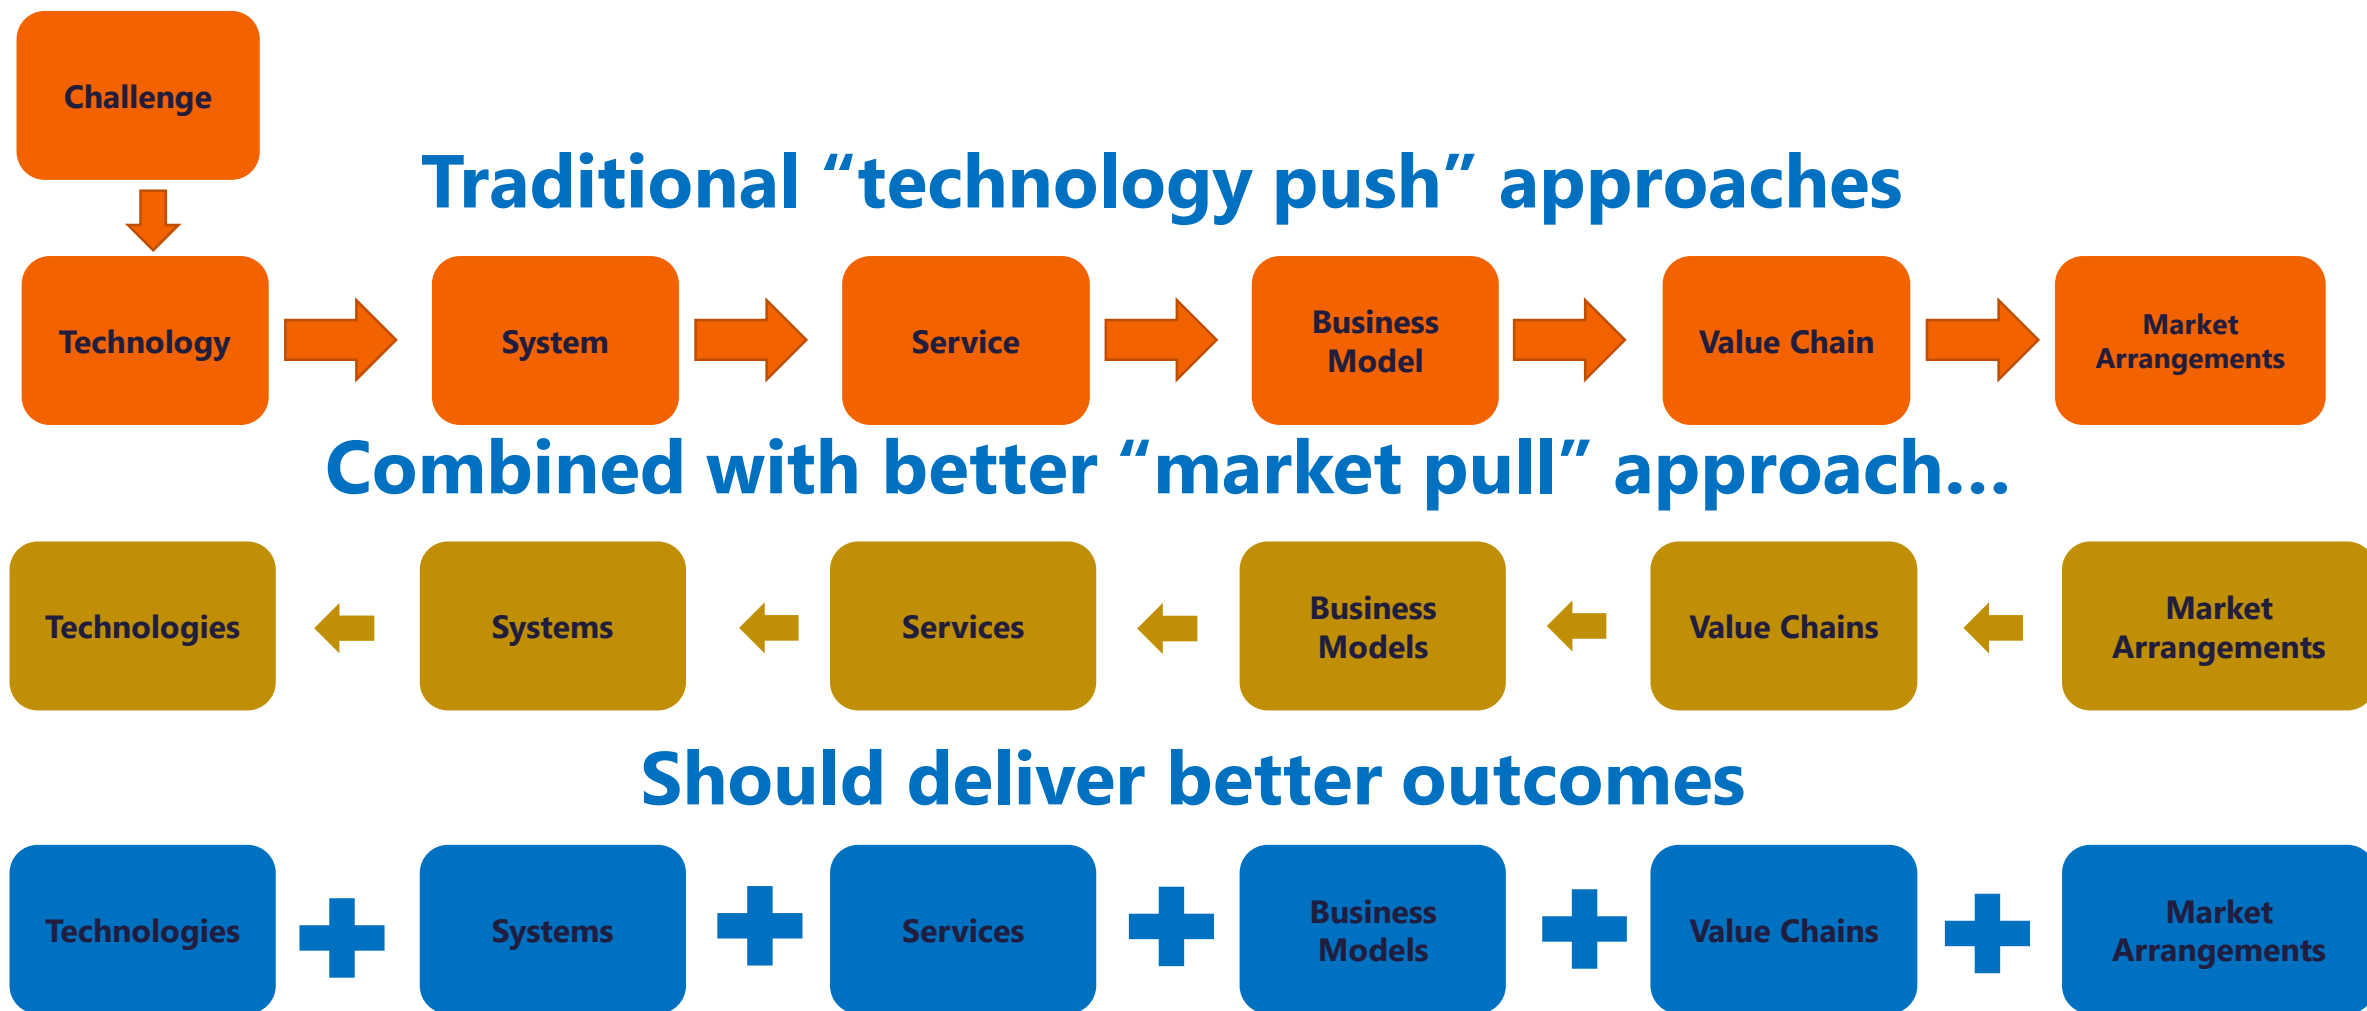 Challenge
Traditional “technology push” approaches
Technology
System
Service
Business
Model
Value Chain
Market
Arrangements
Combined with better “market pull” approach...
Technologies
Systems
Services
Business
Models
Value Chains
Market
Arrangements
Should deliver better outcomes
Technologies
Systems
Services
Business
Models
Value Chains
Market
Arrangements